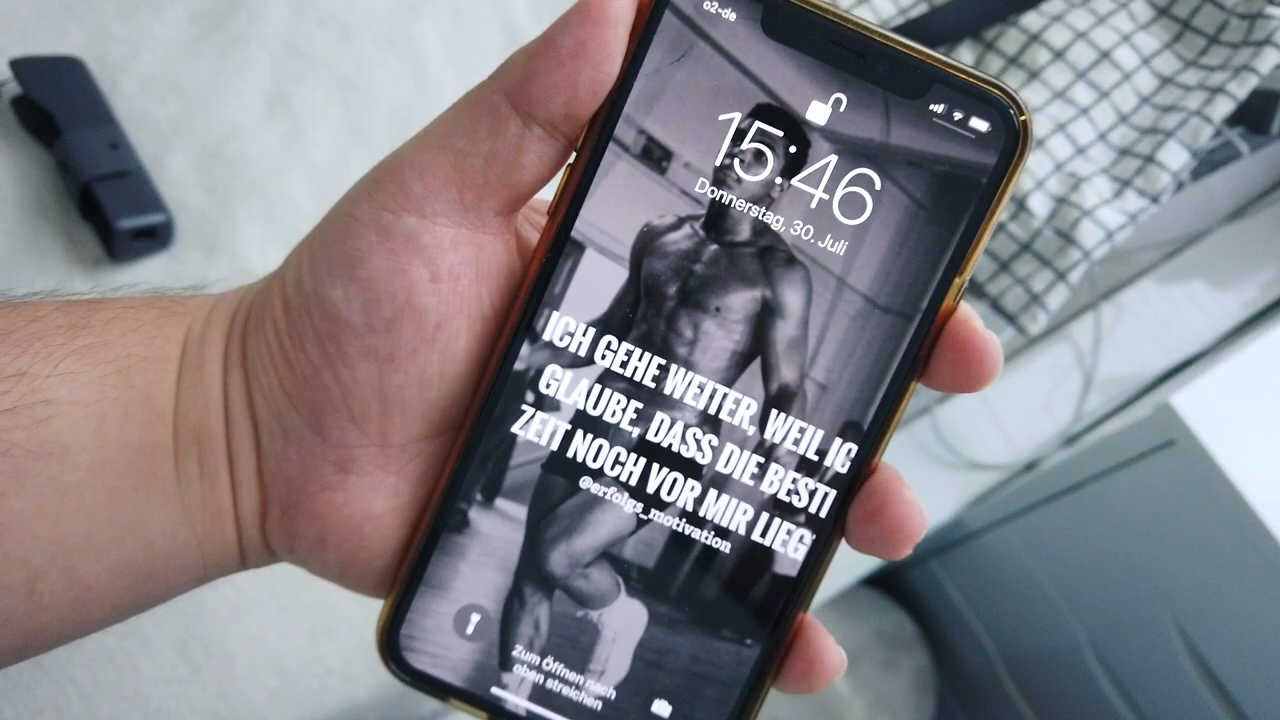 o2-de
15:46
Donnerstag, 30. Juli
ICH GEHE WEITER, WEIL IC
GLAUBE, DASS DIE BESTI
ZEIT NOCH VOR MIR LIEG
@erfolgs_motivation
Zum Öffnen nach
oben streichen